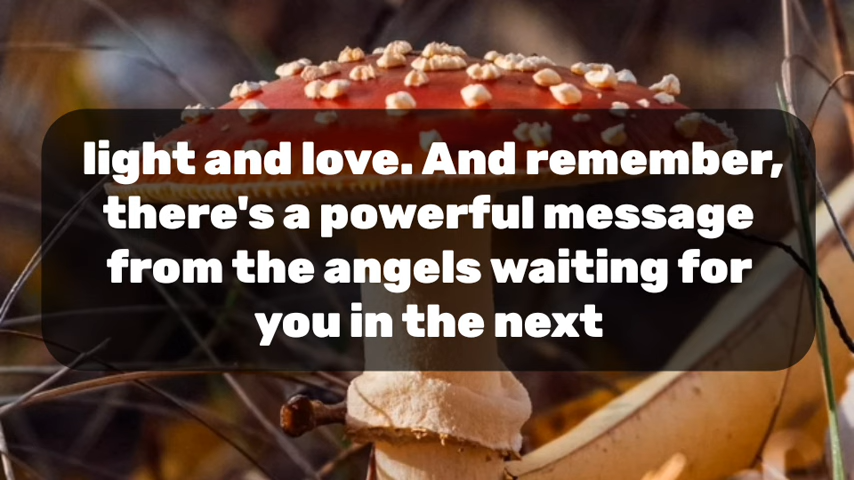 light and love. And remember,
there's a powerful message
from the angels waiting for
you in the next